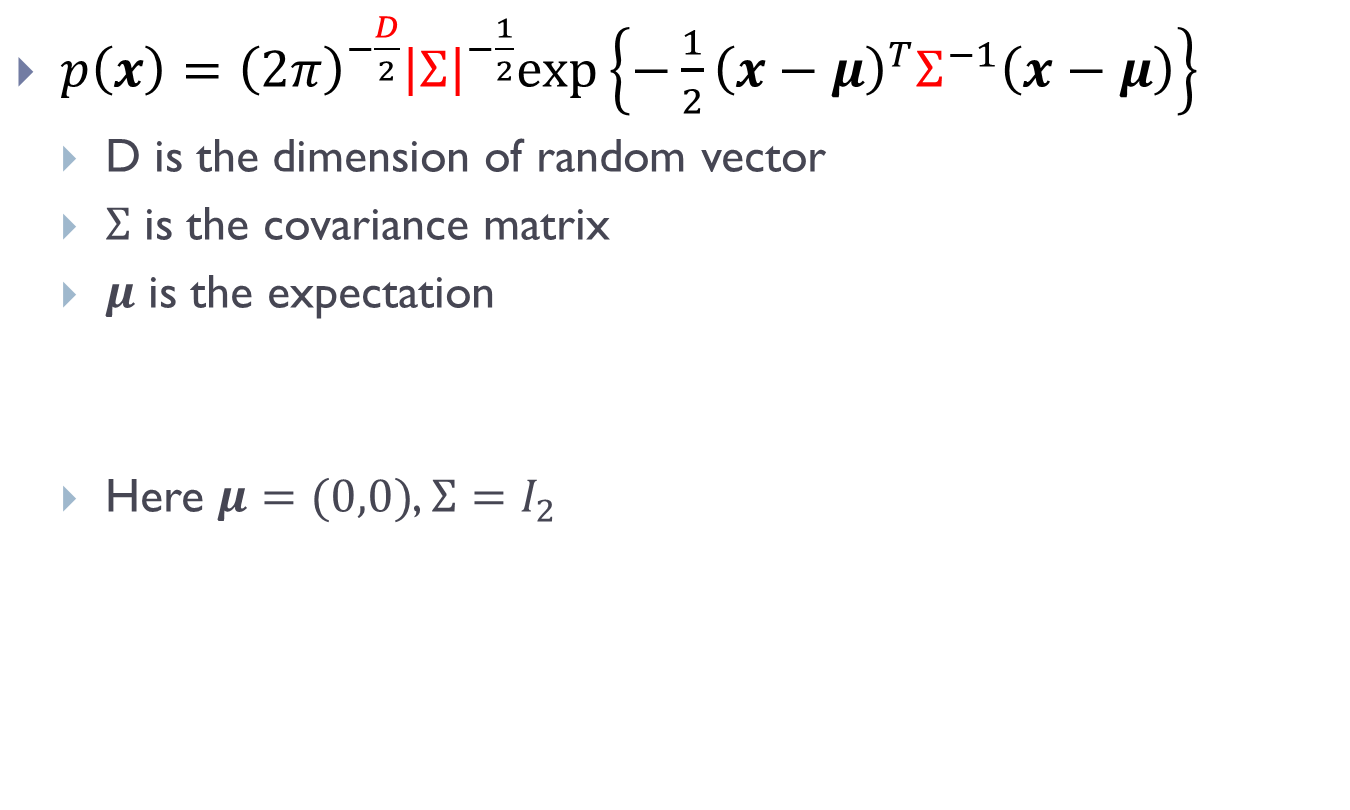 p(x) = (2π)^{-D/2}|Σ|^{-1/2}exp{-1/2(x − μ)^TΣ^{-1}(x − μ)}
D is the dimension of random vector
Σ is the covariance matrix
μ is the expectation
Here μ = (0,0), Σ = I_2